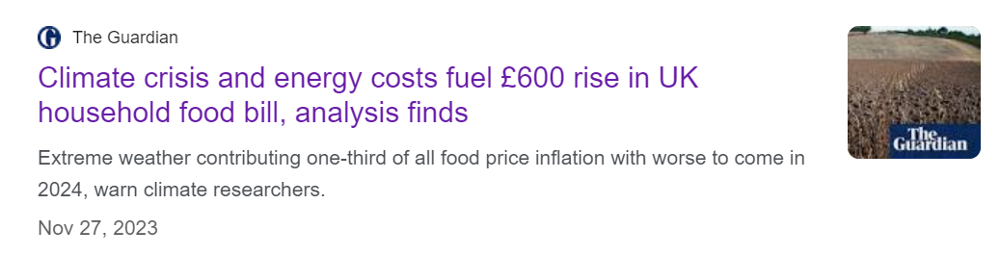 The Guardian
Climate crisis and energy costs fuel £600 rise in UK
household food bill, analysis finds
Extreme weather contributing one-third of all food price inflation with worse to come in
2024, warn climate researchers.
Nov 27, 2023
The
Guardian